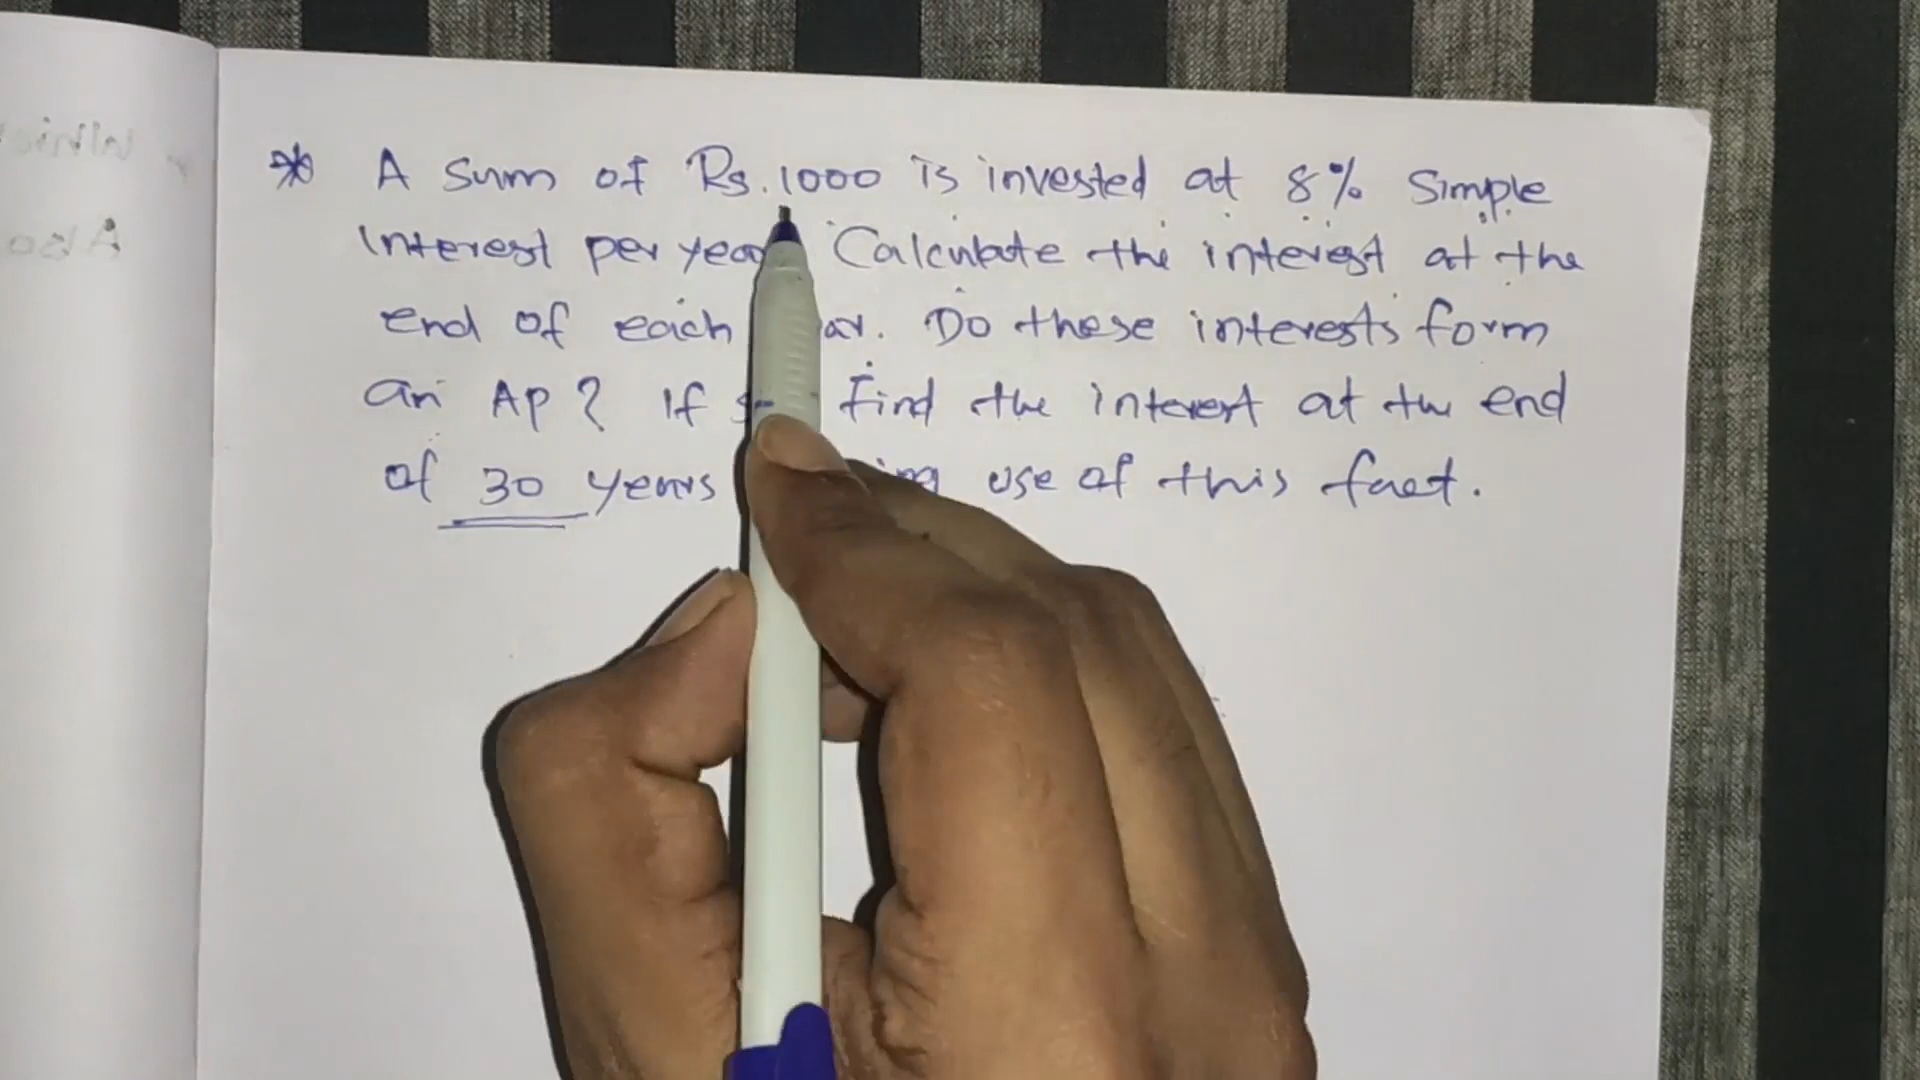 * A sum of Rs.1000 is invested at 8% Simple
Interest per year Calculate the interest at the
end of each ar. Do these interests form
an AP? If find the interest at the end
of 30 years use of this fact.